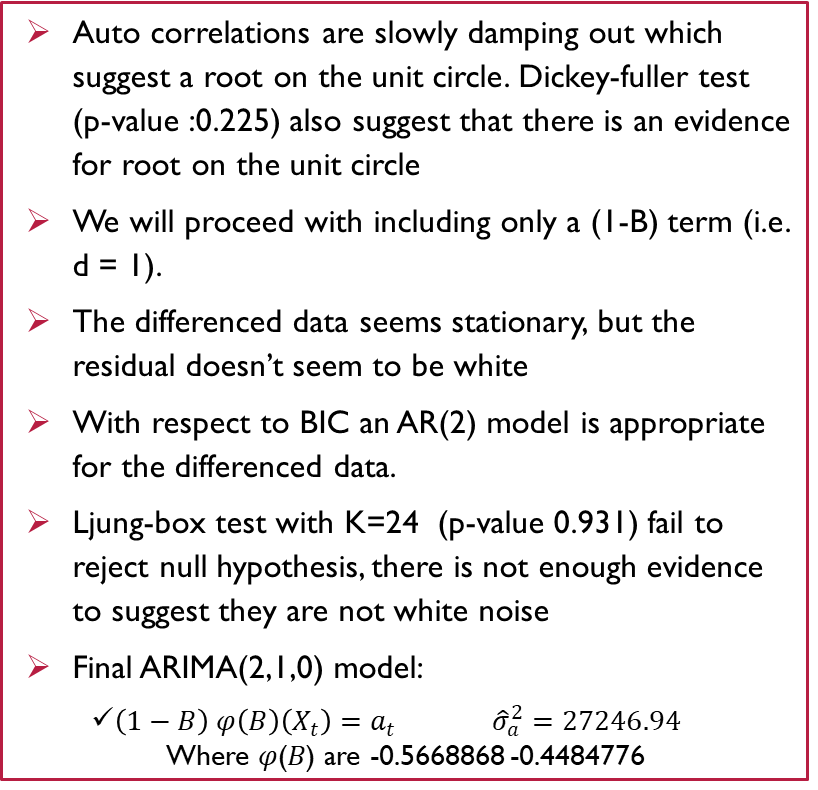 ➢ Auto correlations are slowly damping out which
suggest a root on the unit circle. Dickey-fuller test
(p-value :0.225) also suggest that there is an evidence
for root on the unit circle
➢ We will proceed with including only a (1-B) term (i.e.
d = 1).
➢ The differenced data seems stationary, but the
residual doesn’t seem to be white
➢ With respect to BIC an AR(2) model is appropriate
for the differenced data.
➢ Ljung-box test with K=24 (p-value 0.931) fail to
reject null hypothesis, there is not enough evidence
to suggest they are not white noise
➢ Final ARIMA(2,1,0) model:
✓(1 − B) φ(B)(Xₜ) = aₜ σ̂²ₐ = 27246.94
Where φ(B) are -0.5668868 -0.4484776